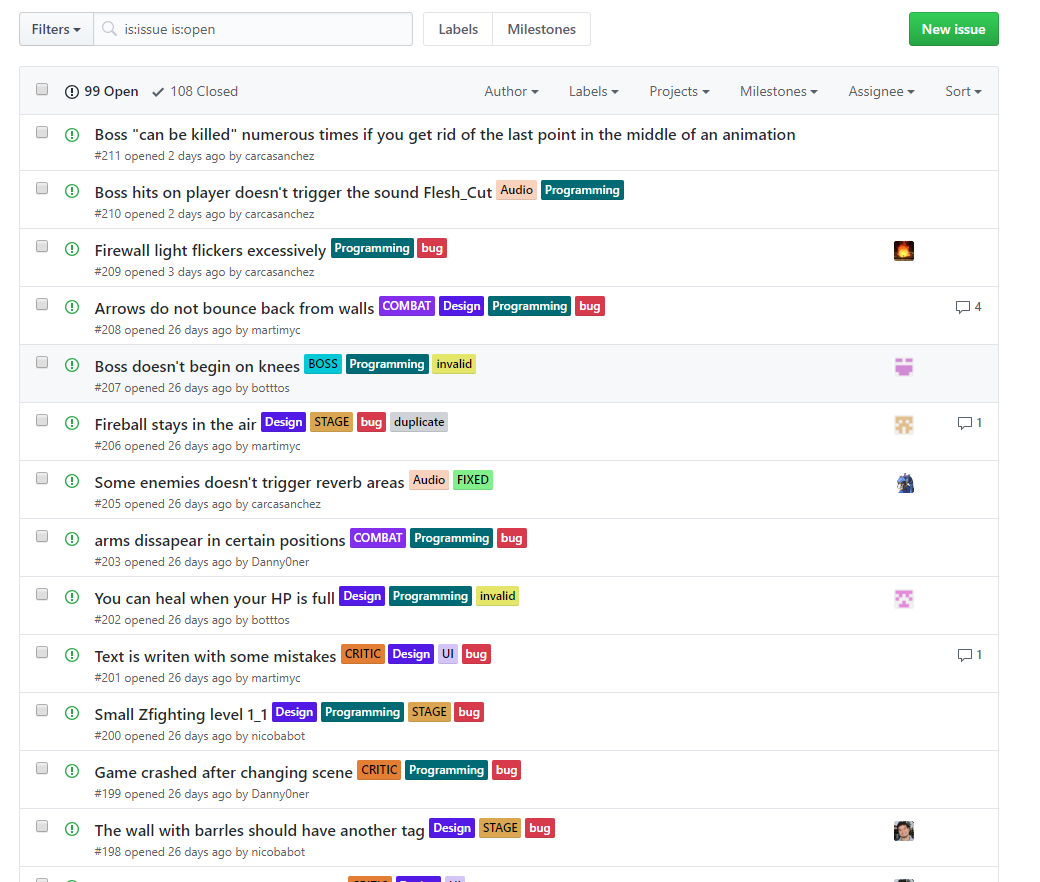 Filters is:issue is:open Labels Milestones New issue
99 Open 108 Closed Author Labels Projects Milestones Assignee Sort
Boss "can be killed" numerous times if you get rid of the last point in the middle of an animation
#211 opened 2 days ago by carcasanchez
Boss hits on player doesn't trigger the sound Flesh_Cut Audio Programming
#210 opened 2 days ago by carcasanchez
Firewall light flickers excessively Programming bug
#209 opened 3 days ago by carcasanchez
Arrows do not bounce back from walls COMBAT Design Programming bug 4
#208 opened 26 days ago by martimyc
Boss doesn't begin on knees BOSS Programming invalid
#207 opened 26 days ago by botttos
Fireball stays in the air Design STAGE bug duplicate 1
#206 opened 26 days ago by martimyc
Some enemies doesn't trigger reverb areas Audio FIXED
#205 opened 26 days ago by carcasanchez
arms dissapear in certain positions COMBAT Programming bug
#203 opened 26 days ago by Danny0ner
You can heal when your HP is full Design Programming invalid
#202 opened 26 days ago by botttos
Text is writen with some mistakes CRITIC Design UI bug 1
#201 opened 26 days ago by martimyc
Small Zfighting level 1_1 Design Programming STAGE bug
#200 opened 26 days ago by nicobabot
Game crashed after changing scene CRITIC Programming bug
#199 opened 26 days ago by Danny0ner
The wall with barrles should have another tag Design STAGE bug
#198 opened 26 days ago by nicobabot